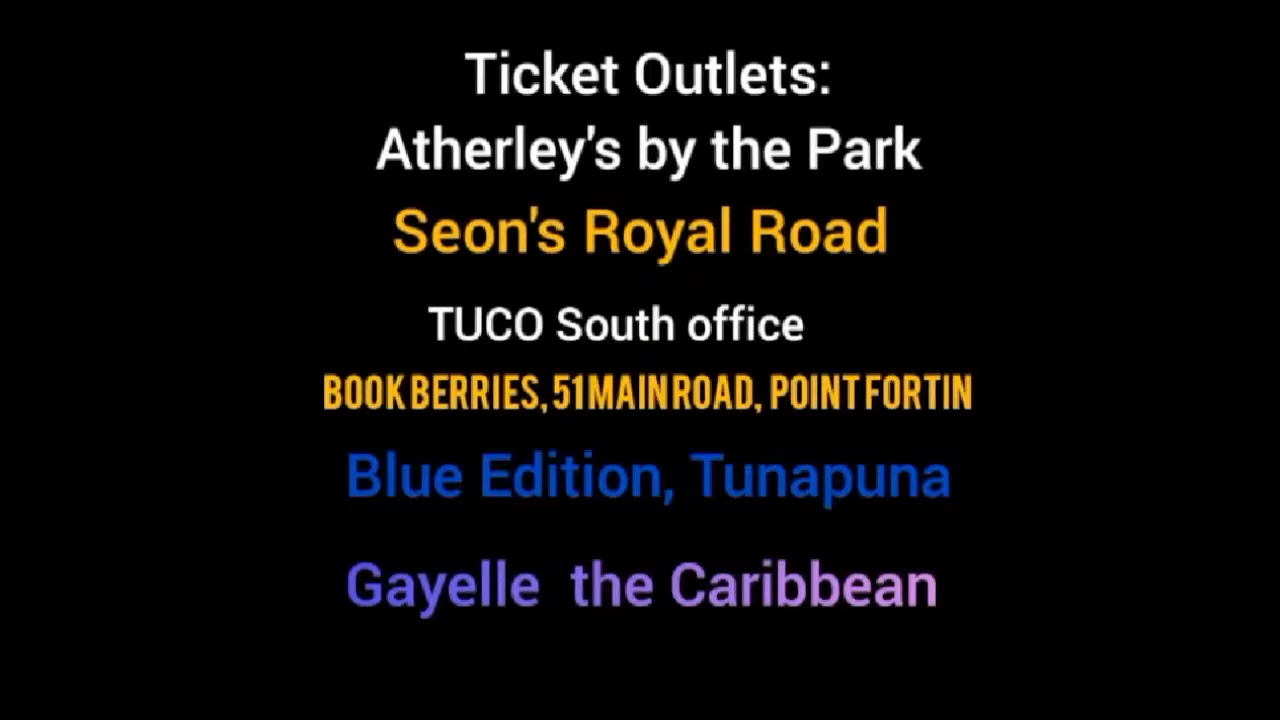 Ticket Outlets:
Atherley's by the Park
Seon's Royal Road
TUCO South office
BOOK BERRIES, 51 MAIN ROAD, POINT FORTIN
Blue Edition, Tunapuna
Gayelle the Caribbean